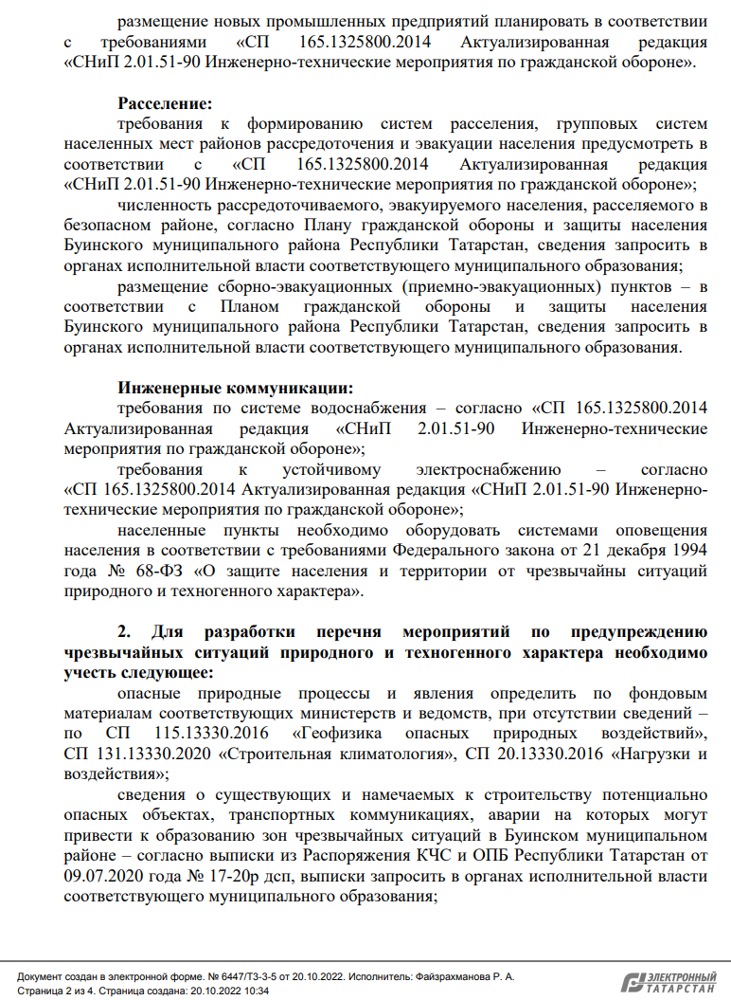 размещение новых промышленных предприятий планировать в соответствии
с требованиями «СП 165.1325800.2014 Актуализированная редакция
«СНиП 2.01.51-90 Инженерно-технические мероприятия по гражданской обороне».
Расселение:
требования к формированию систем расселения, групповых систем
населенных мест районов рассредоточения и эвакуации населения предусмотреть в
соответствии с «СП 165.1325800.2014 Актуализированная редакция
«СНиП 2.01.51-90 Инженерно-технические мероприятия по гражданской обороне»;
численность рассредоточиваемого, эвакуируемого населения, расселяемого в
безопасном районе, согласно Плану гражданской обороны и защиты населения
Буинского муниципального района Республики Татарстан, сведения запросить в
органах исполнительной власти соответствующего муниципального образования;
размещение сборно-эвакуационных (приемно-эвакуационных) пунктов – в
соответствии с Планом гражданской обороны и защиты населения
Буинского муниципального района Республики Татарстан, сведения запросить в
органах исполнительной власти соответствующего муниципального образования.
Инженерные коммуникации:
требования по системе водоснабжения – согласно «СП 165.1325800.2014
Актуализированная редакция «СНиП 2.01.51-90 Инженерно-технические
мероприятия по гражданской обороне»;
требования к устойчивому электроснабжению – согласно
«СП 165.1325800.2014 Актуализированная редакция «СНиП 2.01.51-90 Инженерно-
технические мероприятия по гражданской обороне»;
населенные пункты необходимо оборудовать системами оповещения
населения в соответствии с требованиями Федерального закона от 21 декабря 1994
года № 68-ФЗ «О защите населения и территории от чрезвычайны ситуаций
природного и техногенного характера».
2. Для разработки перечня мероприятий по предупреждению
чрезвычайных ситуаций природного и техногенного характера необходимо
учесть следующее:
опасные природные процессы и явления определить по фондовым
материалам соответствующих министерств и ведомств, при отсутствии сведений –
по СП 115.13330.2016 «Геофизика опасных природных воздействий»,
СП 131.13330.2020 «Строительная климатология», СП 20.13330.2016 «Нагрузки и
воздействия»;
сведения о существующих и намечаемых к строительству потенциально
опасных объектах, транспортных коммуникациях, аварии на которых могут
привести к образованию зон чрезвычайных ситуаций в Буинском муниципальном
районе – согласно выписки из Распоряжения КЧС и ОПБ Республики Татарстан от
09.07.2020 года № 17-20р дсп, выписки запросить в органах исполнительной власти
соответствующего муниципального образования;
Документ создан в электронной форме. № 6447/ТЗ-3-5 от 20.10.2022. Исполнитель: Файзрахманова Р. А.
Страница 2 из 4. Страница создана: 20.10.2022 10:34
ЭЛЕКТРОННЫЙ
ТАТАРСТАН